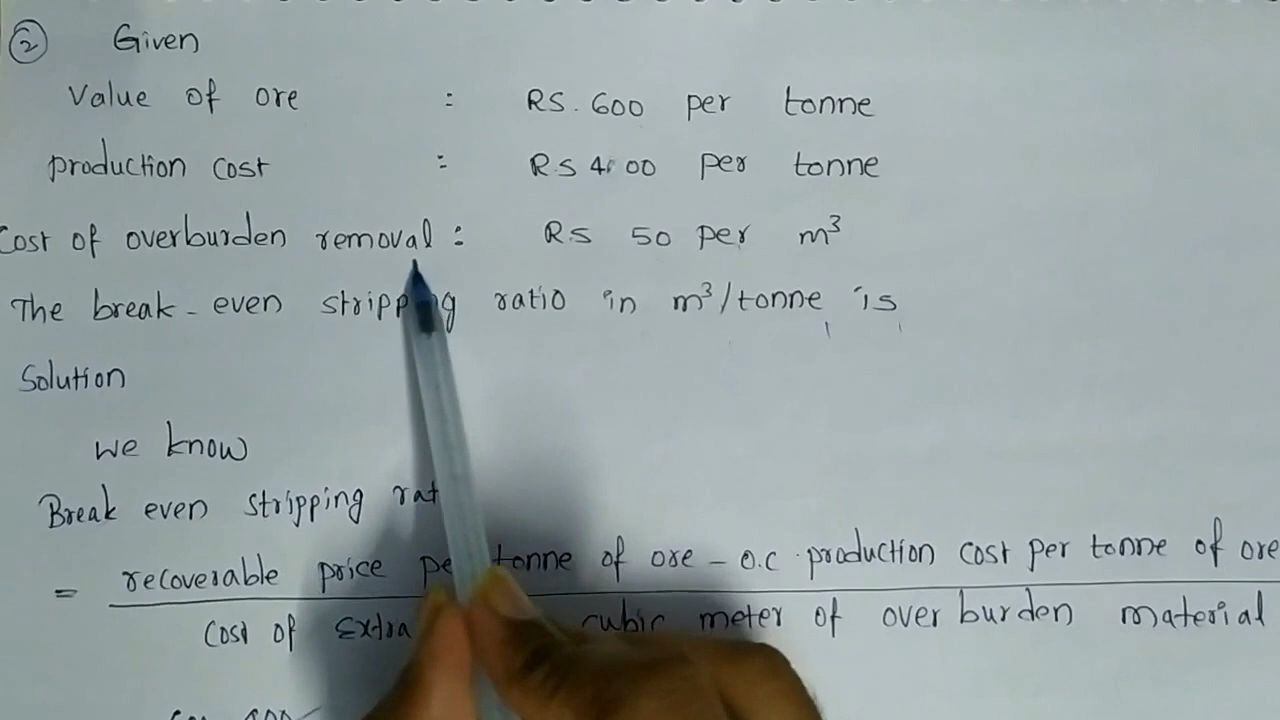 ② Given
Value of ore : RS. 600 per tonne
production cost : RS 400 per tonne
Cost of overburden removal : RS 50 per m³
The break-even stripping ratio in m³/tonne is
Solution
we know
Break even stripping
= recoverable price tonne of ore - o.c. production cost per tonne of ore
cost of Extra cubic meter of over burden material